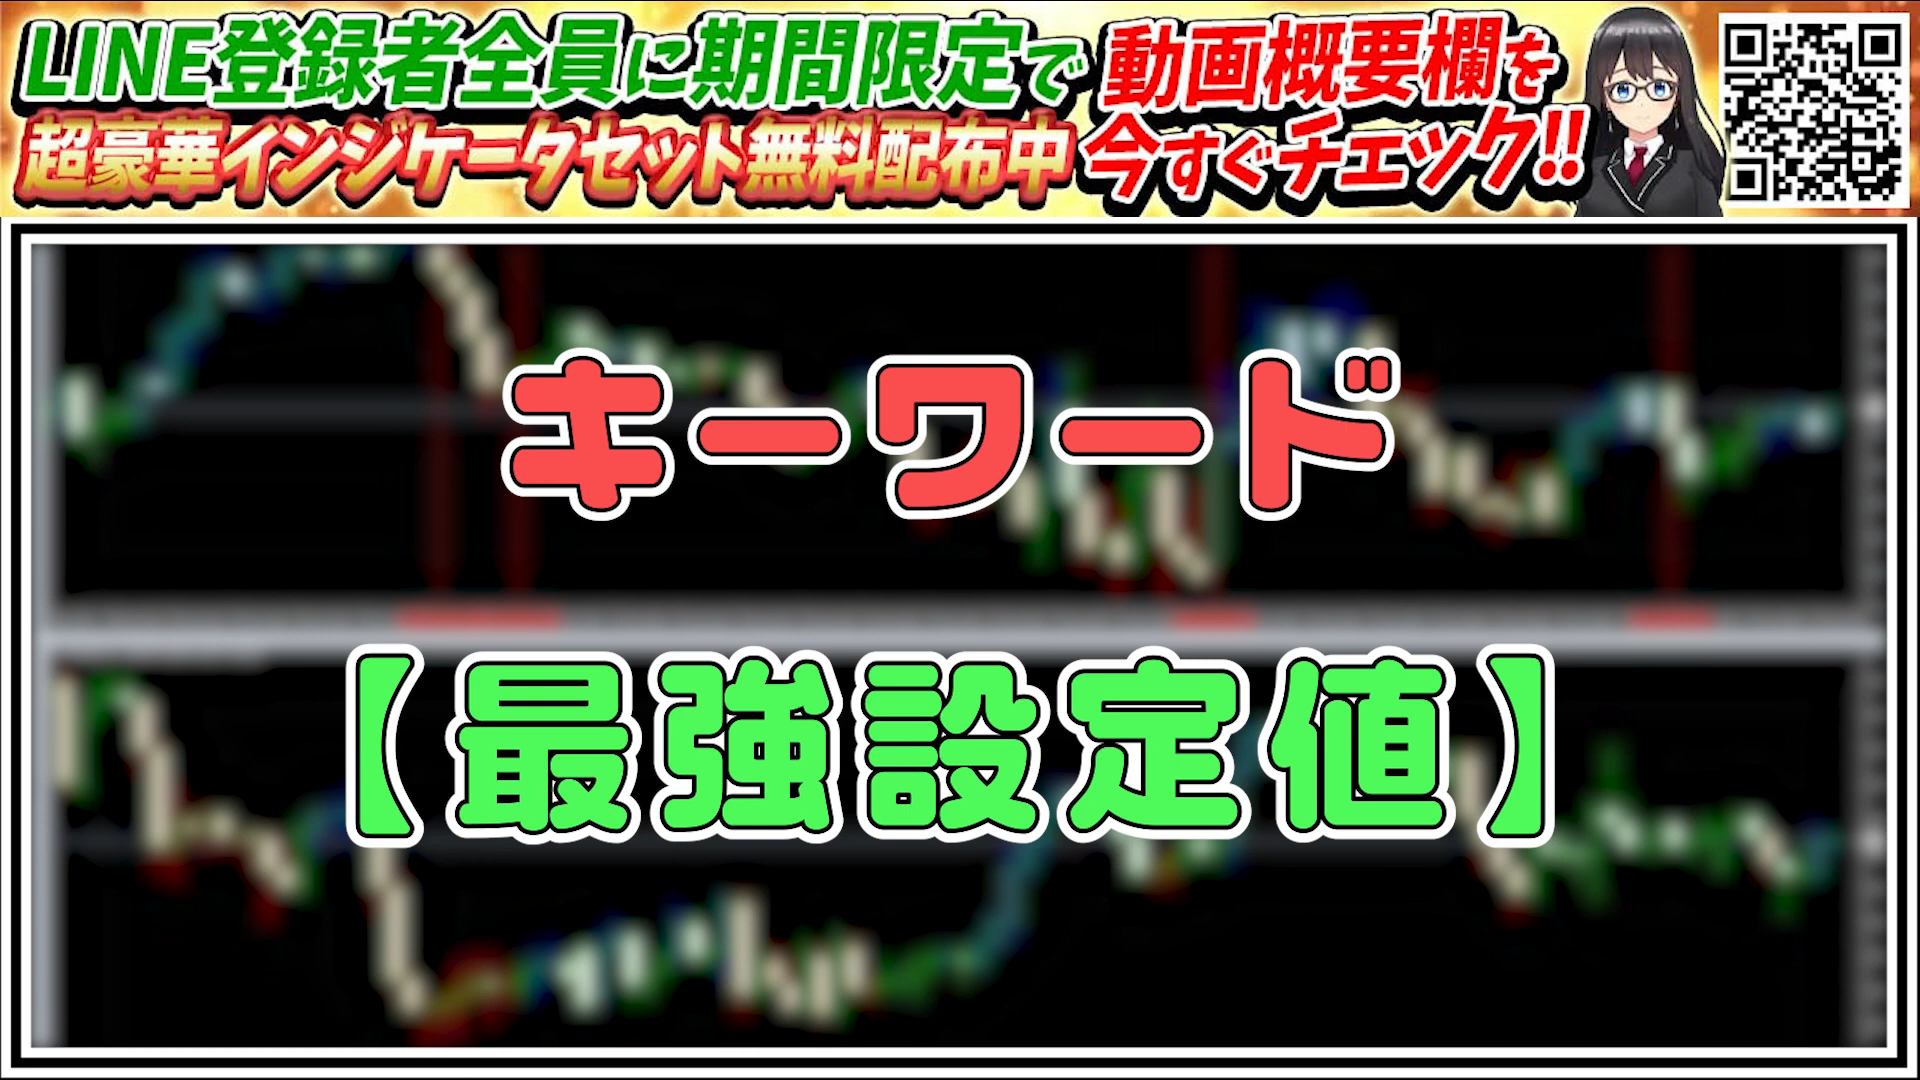 LINE登録者全員に期間限定で
超豪華インジケータセット無料配布中
動画概要欄を
今すぐチェック!!
キーワード
【最強設定値】